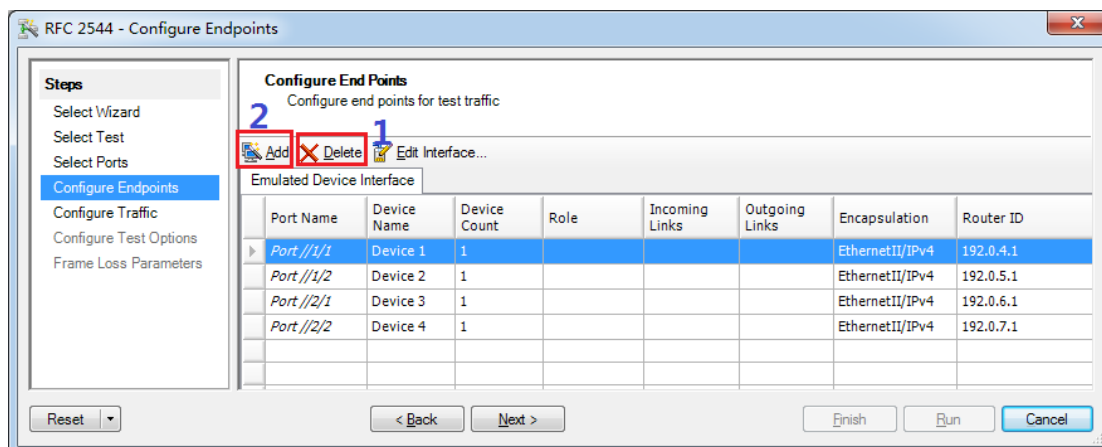 RFC 2544 - Configure Endpoints
Steps
Select Wizard
Select Test
Select Ports
Configure Endpoints
Configure Traffic
Configure Test Options
Frame Loss Parameters
Configure End Points
Configure end points for test traffic
2 1
Add Delete Edit Interface...
Emulated Device Interface
Port Name Device Name Device Count Role Incoming Links Outgoing Links Encapsulation Router ID
Port //1/1 Device 1 1 EthernetII/IPv4 192.0.4.1
Port //1/2 Device 2 1 EthernetII/IPv4 192.0.5.1
Port //2/1 Device 3 1 EthernetII/IPv4 192.0.6.1
Port //2/2 Device 4 1 EthernetII/IPv4 192.0.7.1
Reset < Back Next > Finish Run Cancel